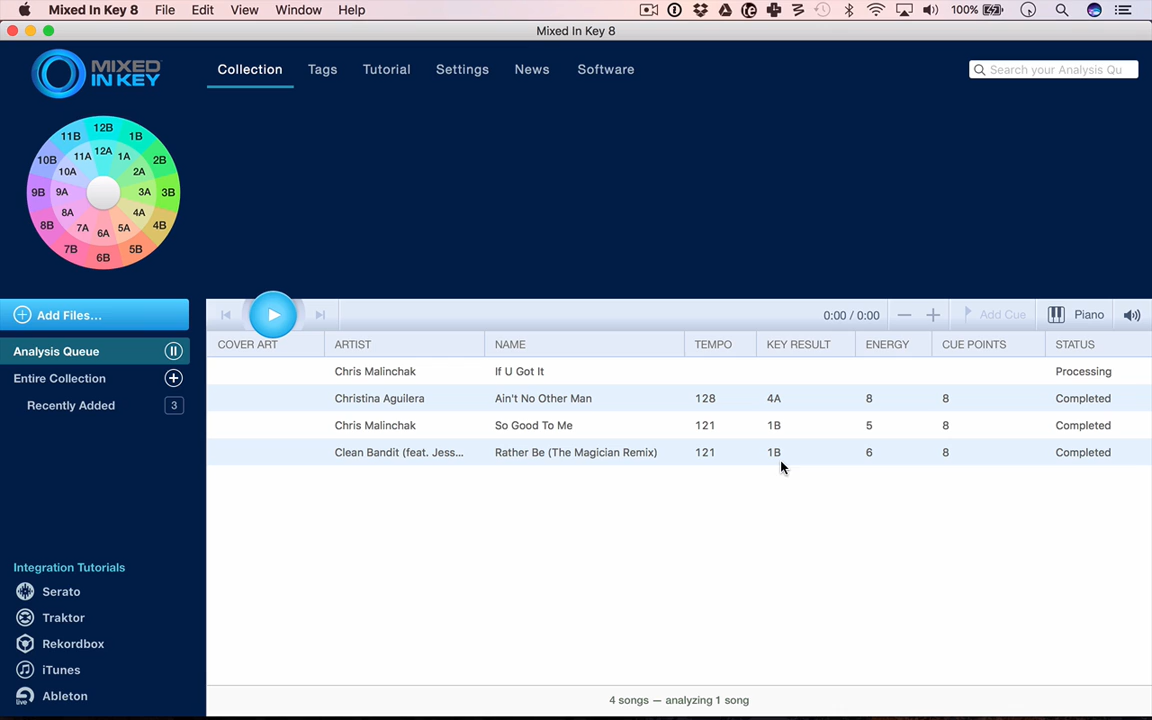 Mixed In Key File Edit View Window Help 100%
Mixed In Key 8
MIXED IN KEY
Collection Tags Tutorial Settings News Software
Search your Analysis Qu
12B
11B 1B
12A
11A 1A
10B 2B
10A 2A
9B 9A 3A 3B
8A 4A
8B 4B
7A 5A
6A
7B 5B
6B
Add Files... 0:00 / 0:00 Add Cue Piano
COVER ART ARTIST NAME TEMPO KEY RESULT ENERGY CUE POINTS STATUS
Analysis Queue
Chris Malinchak If U Got It Processing
Entire Collection
Christina Aguilera Ain't No Other Man 128 4A 8 8 Completed
Recently Added 3
Chris Malinchak So Good To Me 121 1B 5 8 Completed
Clean Bandit (feat. Jess... Rather Be (The Magician Remix) 121 1B 6 8 Completed
Integration Tutorials
Serato
Traktor
Rekordbox
iTunes
live Ableton
4 songs — analyzing 1 song